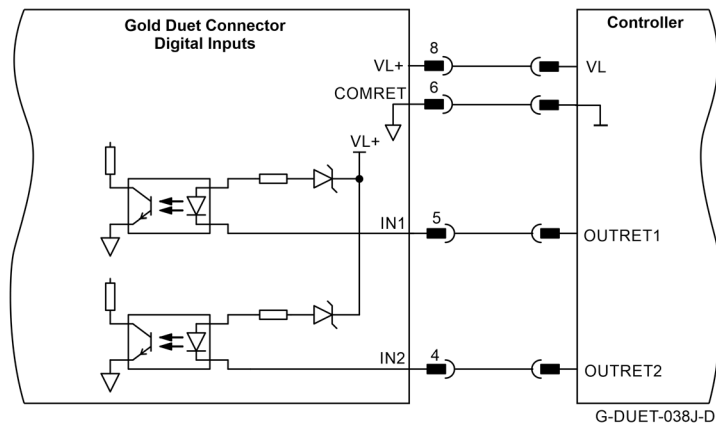 Gold Duet Connector
Digital Inputs
Controller
VL+
8
VL
COMRET
6
VL+
IN1
5
OUTRET1
IN2
4
OUTRET2
G-DUET-038J-D